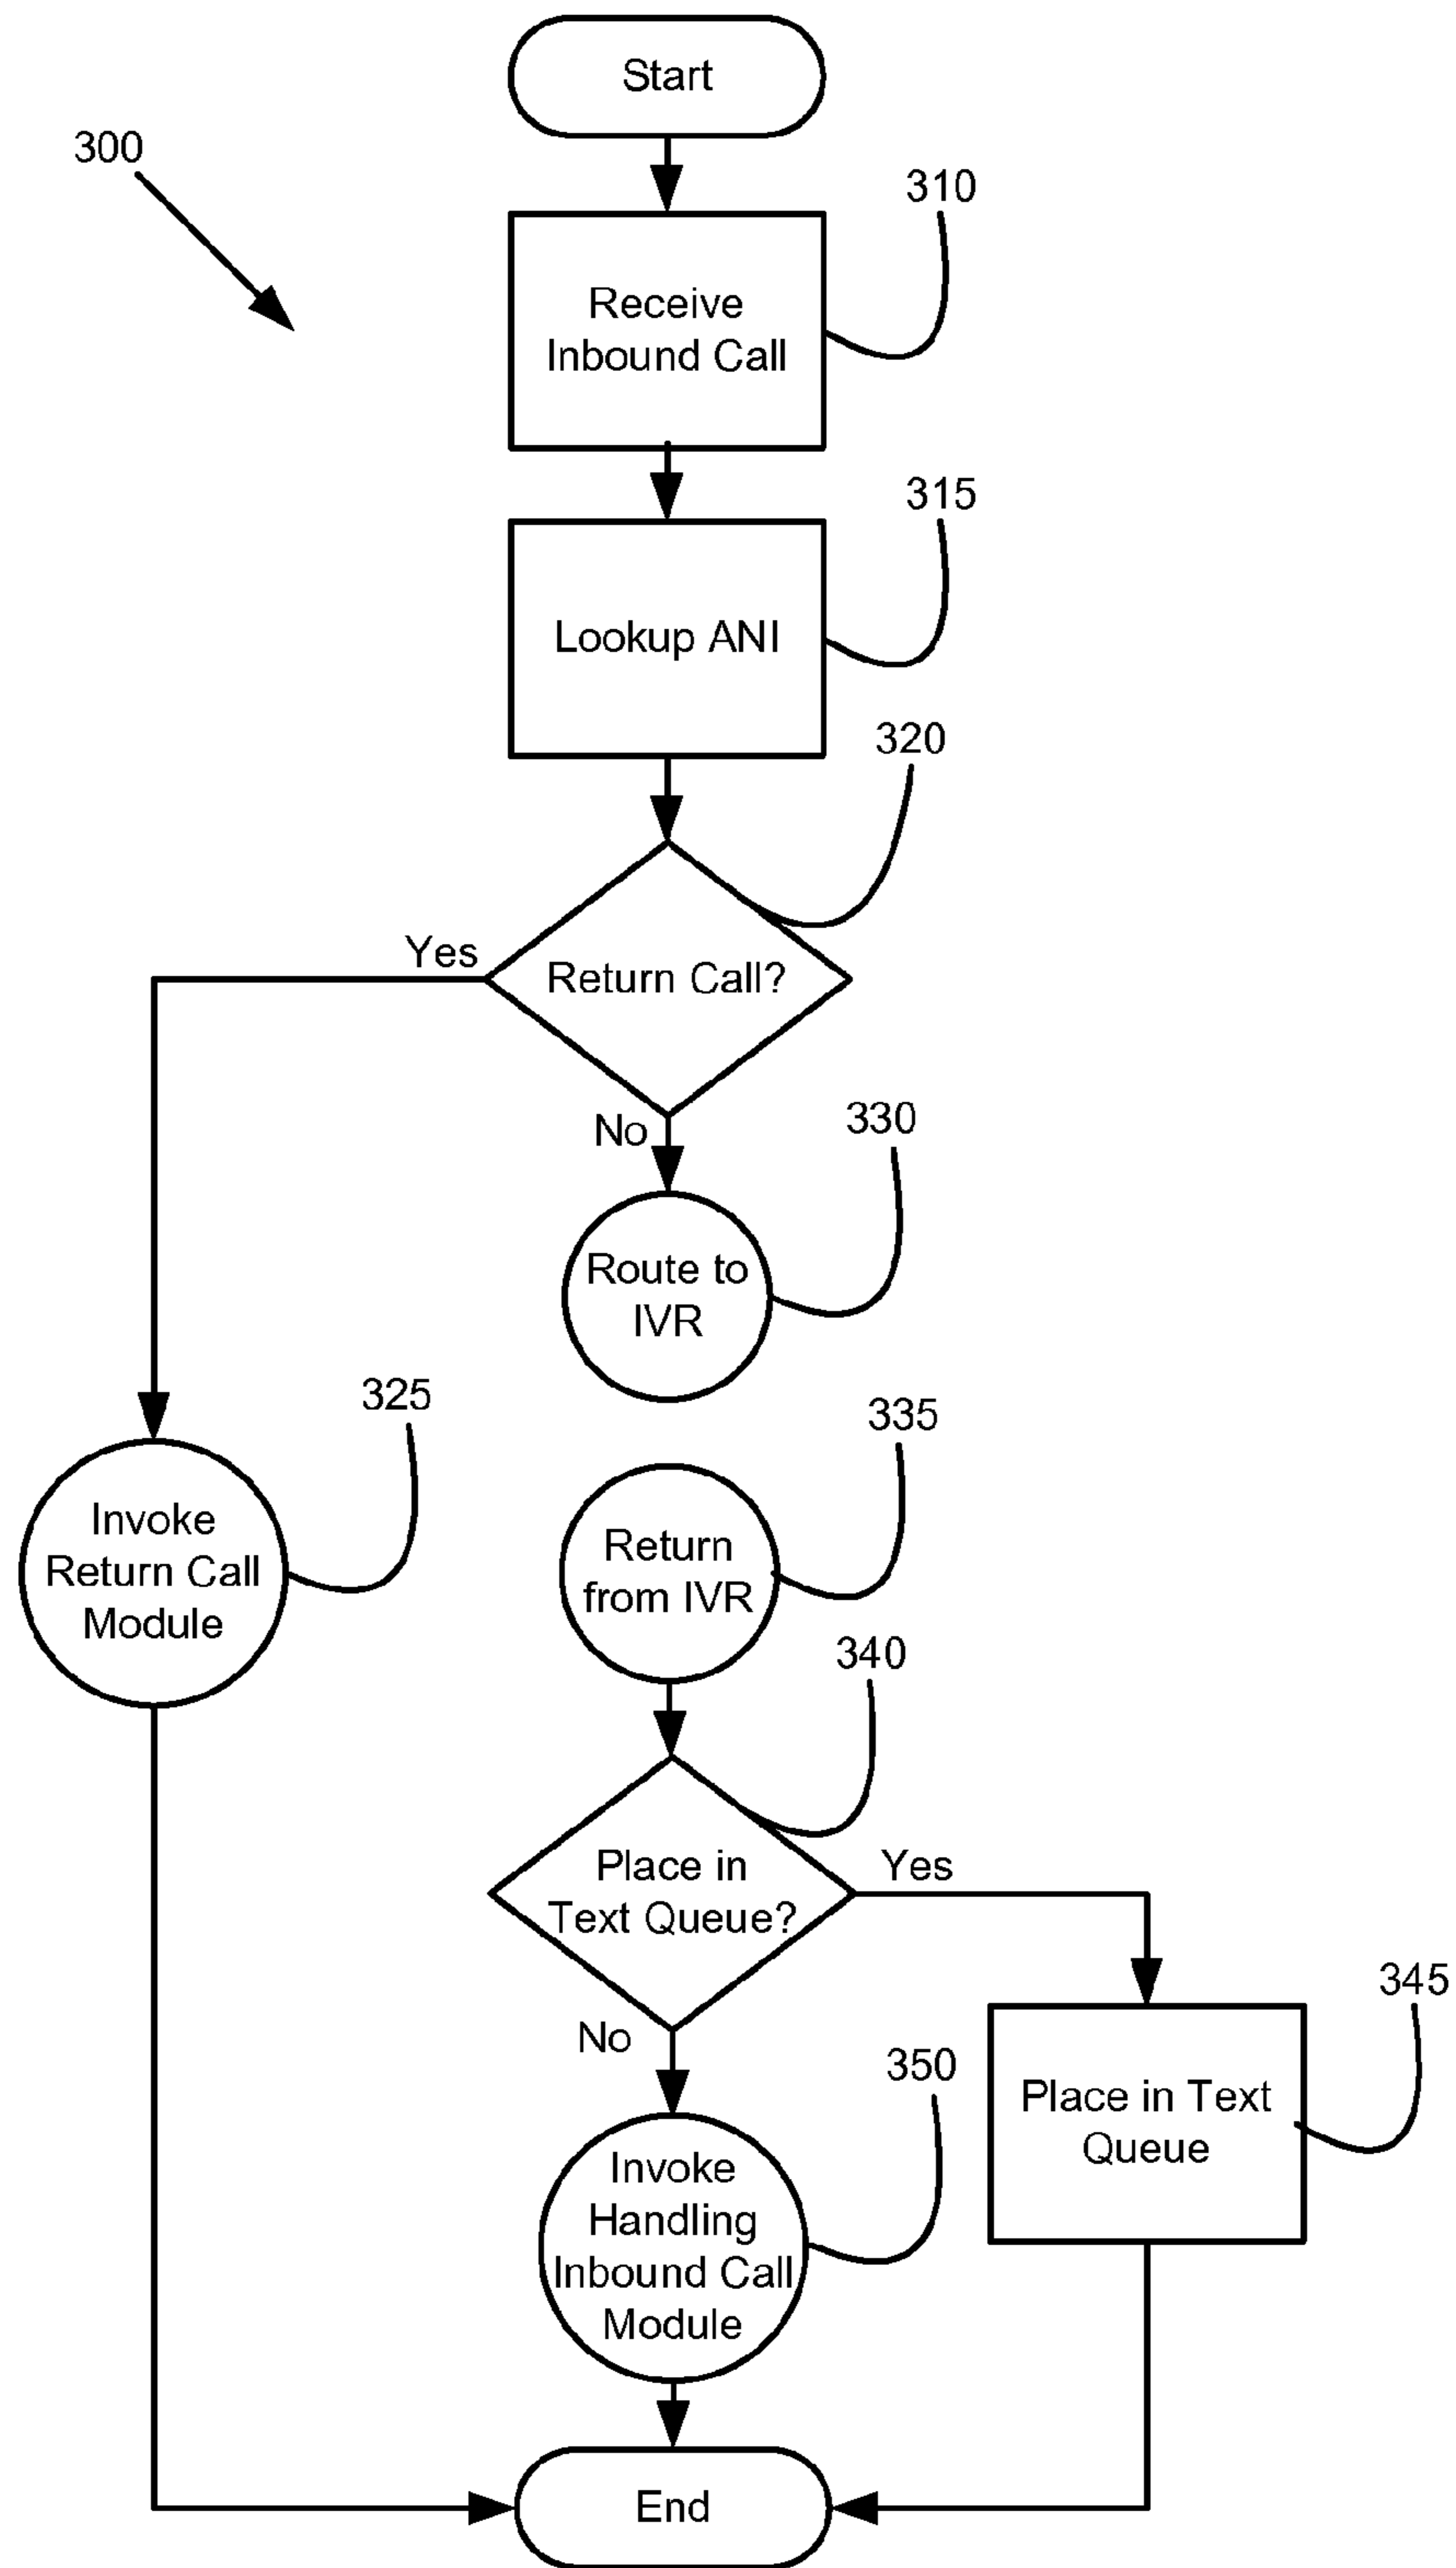 Start
300
310
Receive
Inbound Call
315
Lookup ANI
320
Yes
Return Call?
No
330
Route to
IVR
325
335
Invoke
Return Call
Module
Return
from IVR
340
Place in
Text Queue?
Yes
345
No
350
Place in Text
Queue
Invoke
Handling
Inbound Call
Module
End